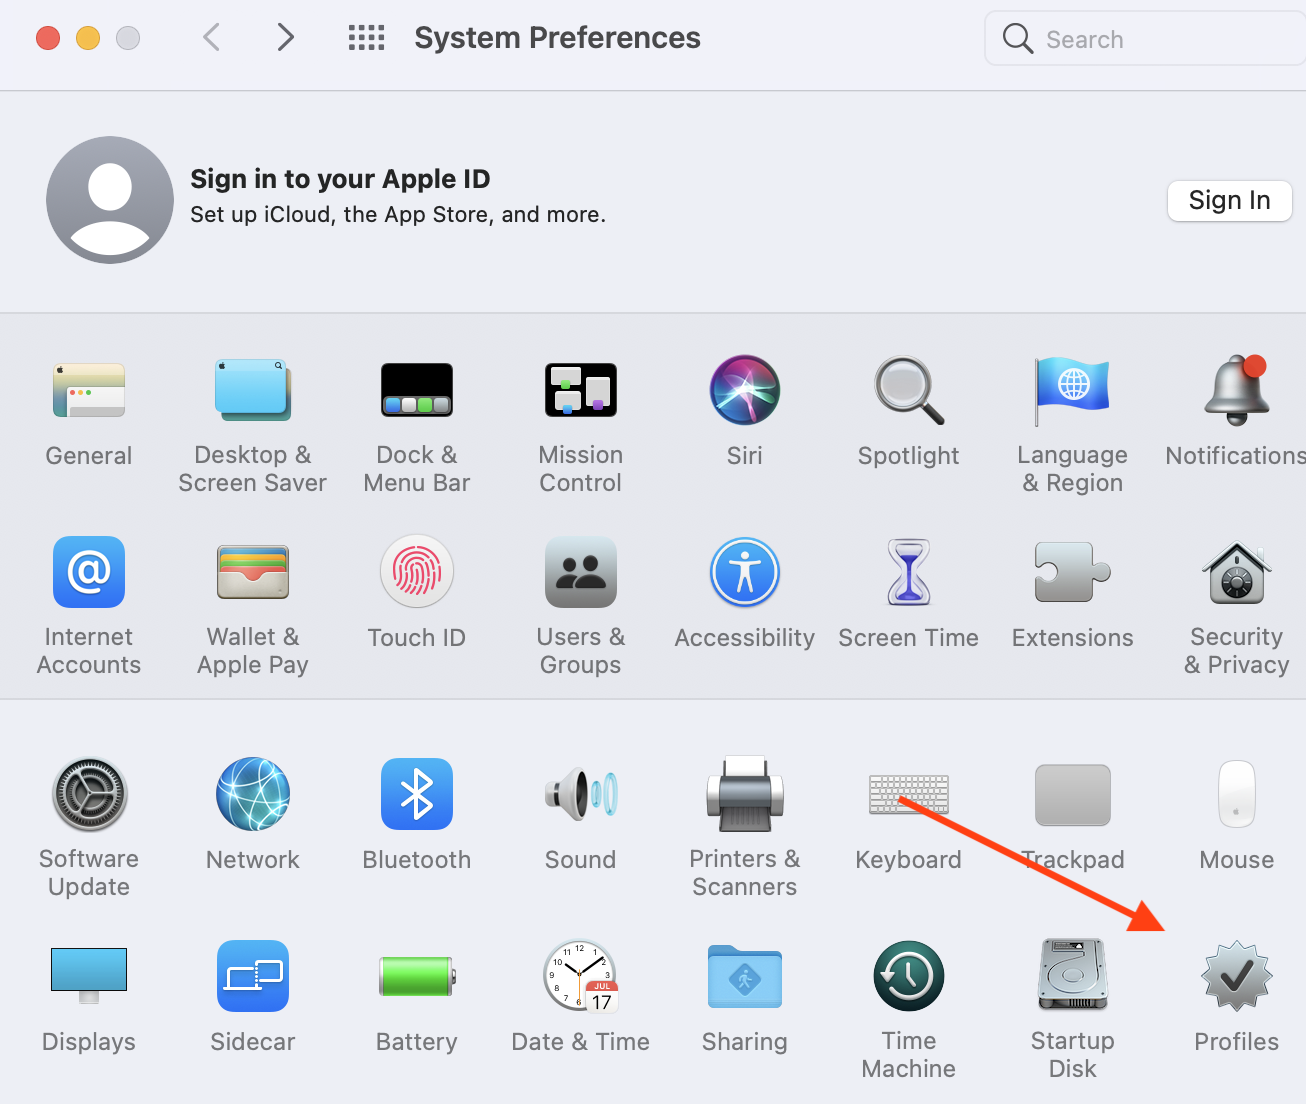 System Preferences
Search
Sign in to your Apple ID
Set up iCloud, the App Store, and more.
Sign In
General
Desktop &
Screen Saver
Dock &
Menu Bar
Mission
Control
Siri
Spotlight
Language
& Region
Notifications
Internet
Accounts
Wallet &
Apple Pay
Touch ID
Users &
Groups
Accessibility
Screen Time
Extensions
Security
& Privacy
Software
Update
Network
Bluetooth
Sound
Printers &
Scanners
Keyboard
Trackpad
Mouse
JUL
17
Displays
Sidecar
Battery
Date & Time
Sharing
Time
Machine
Startup
Disk
Profiles